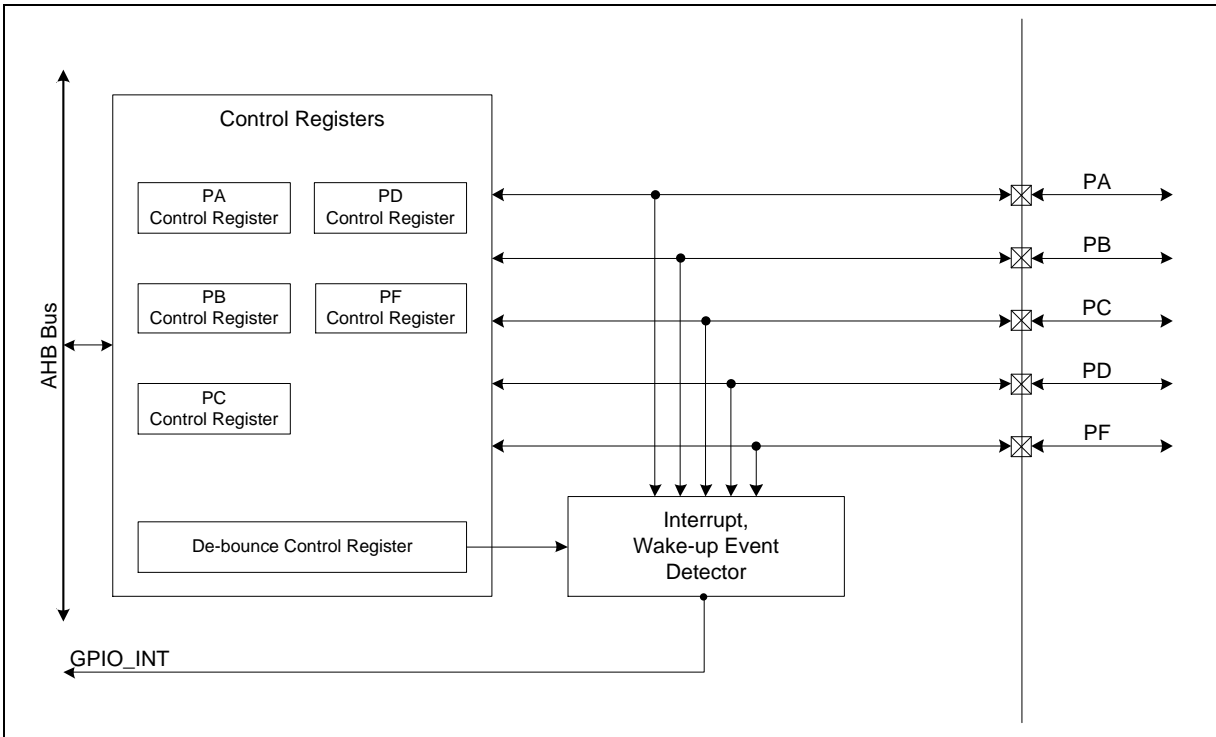 Control Registers
PA
Control Register
PD
Control Register
PB
Control Register
PF
Control Register
PC
Control Register
De-bounce Control Register
Interrupt,
Wake-up Event
Detector
AHB Bus
GPIO_INT
PA
PB
PC
PD
PF